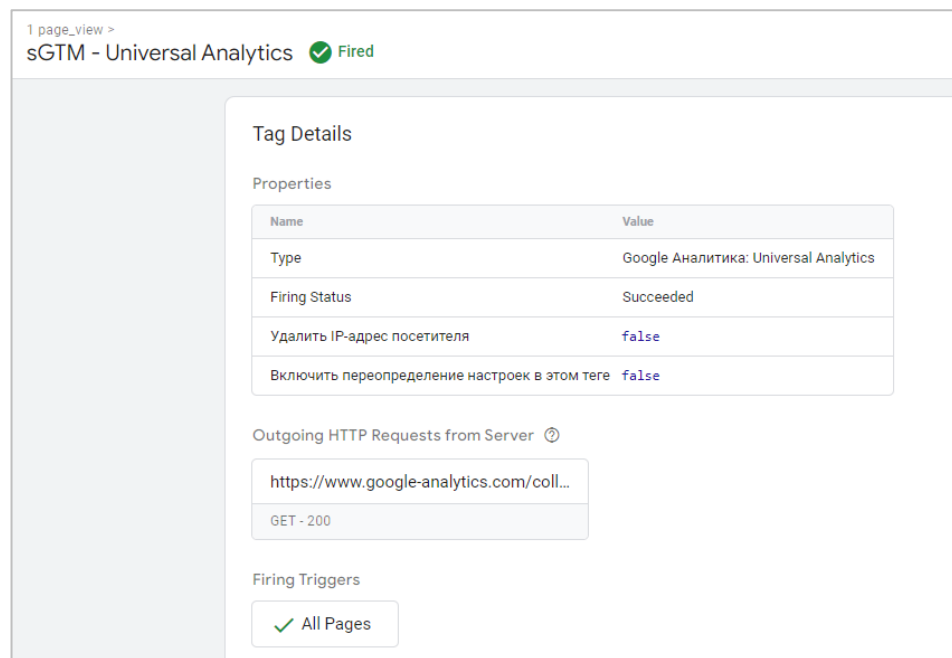 1 page_view >
sGTM - Universal Analytics Fired
Tag Details
Properties
Name Value
Type Google Аналитика: Universal Analytics
Firing Status Succeeded
Удалить IP-адрес посетителя false
Включить переопределение настроек в этом теге false
Outgoing HTTP Requests from Server
https://www.google-analytics.com/coll...
GET - 200
Firing Triggers
All Pages